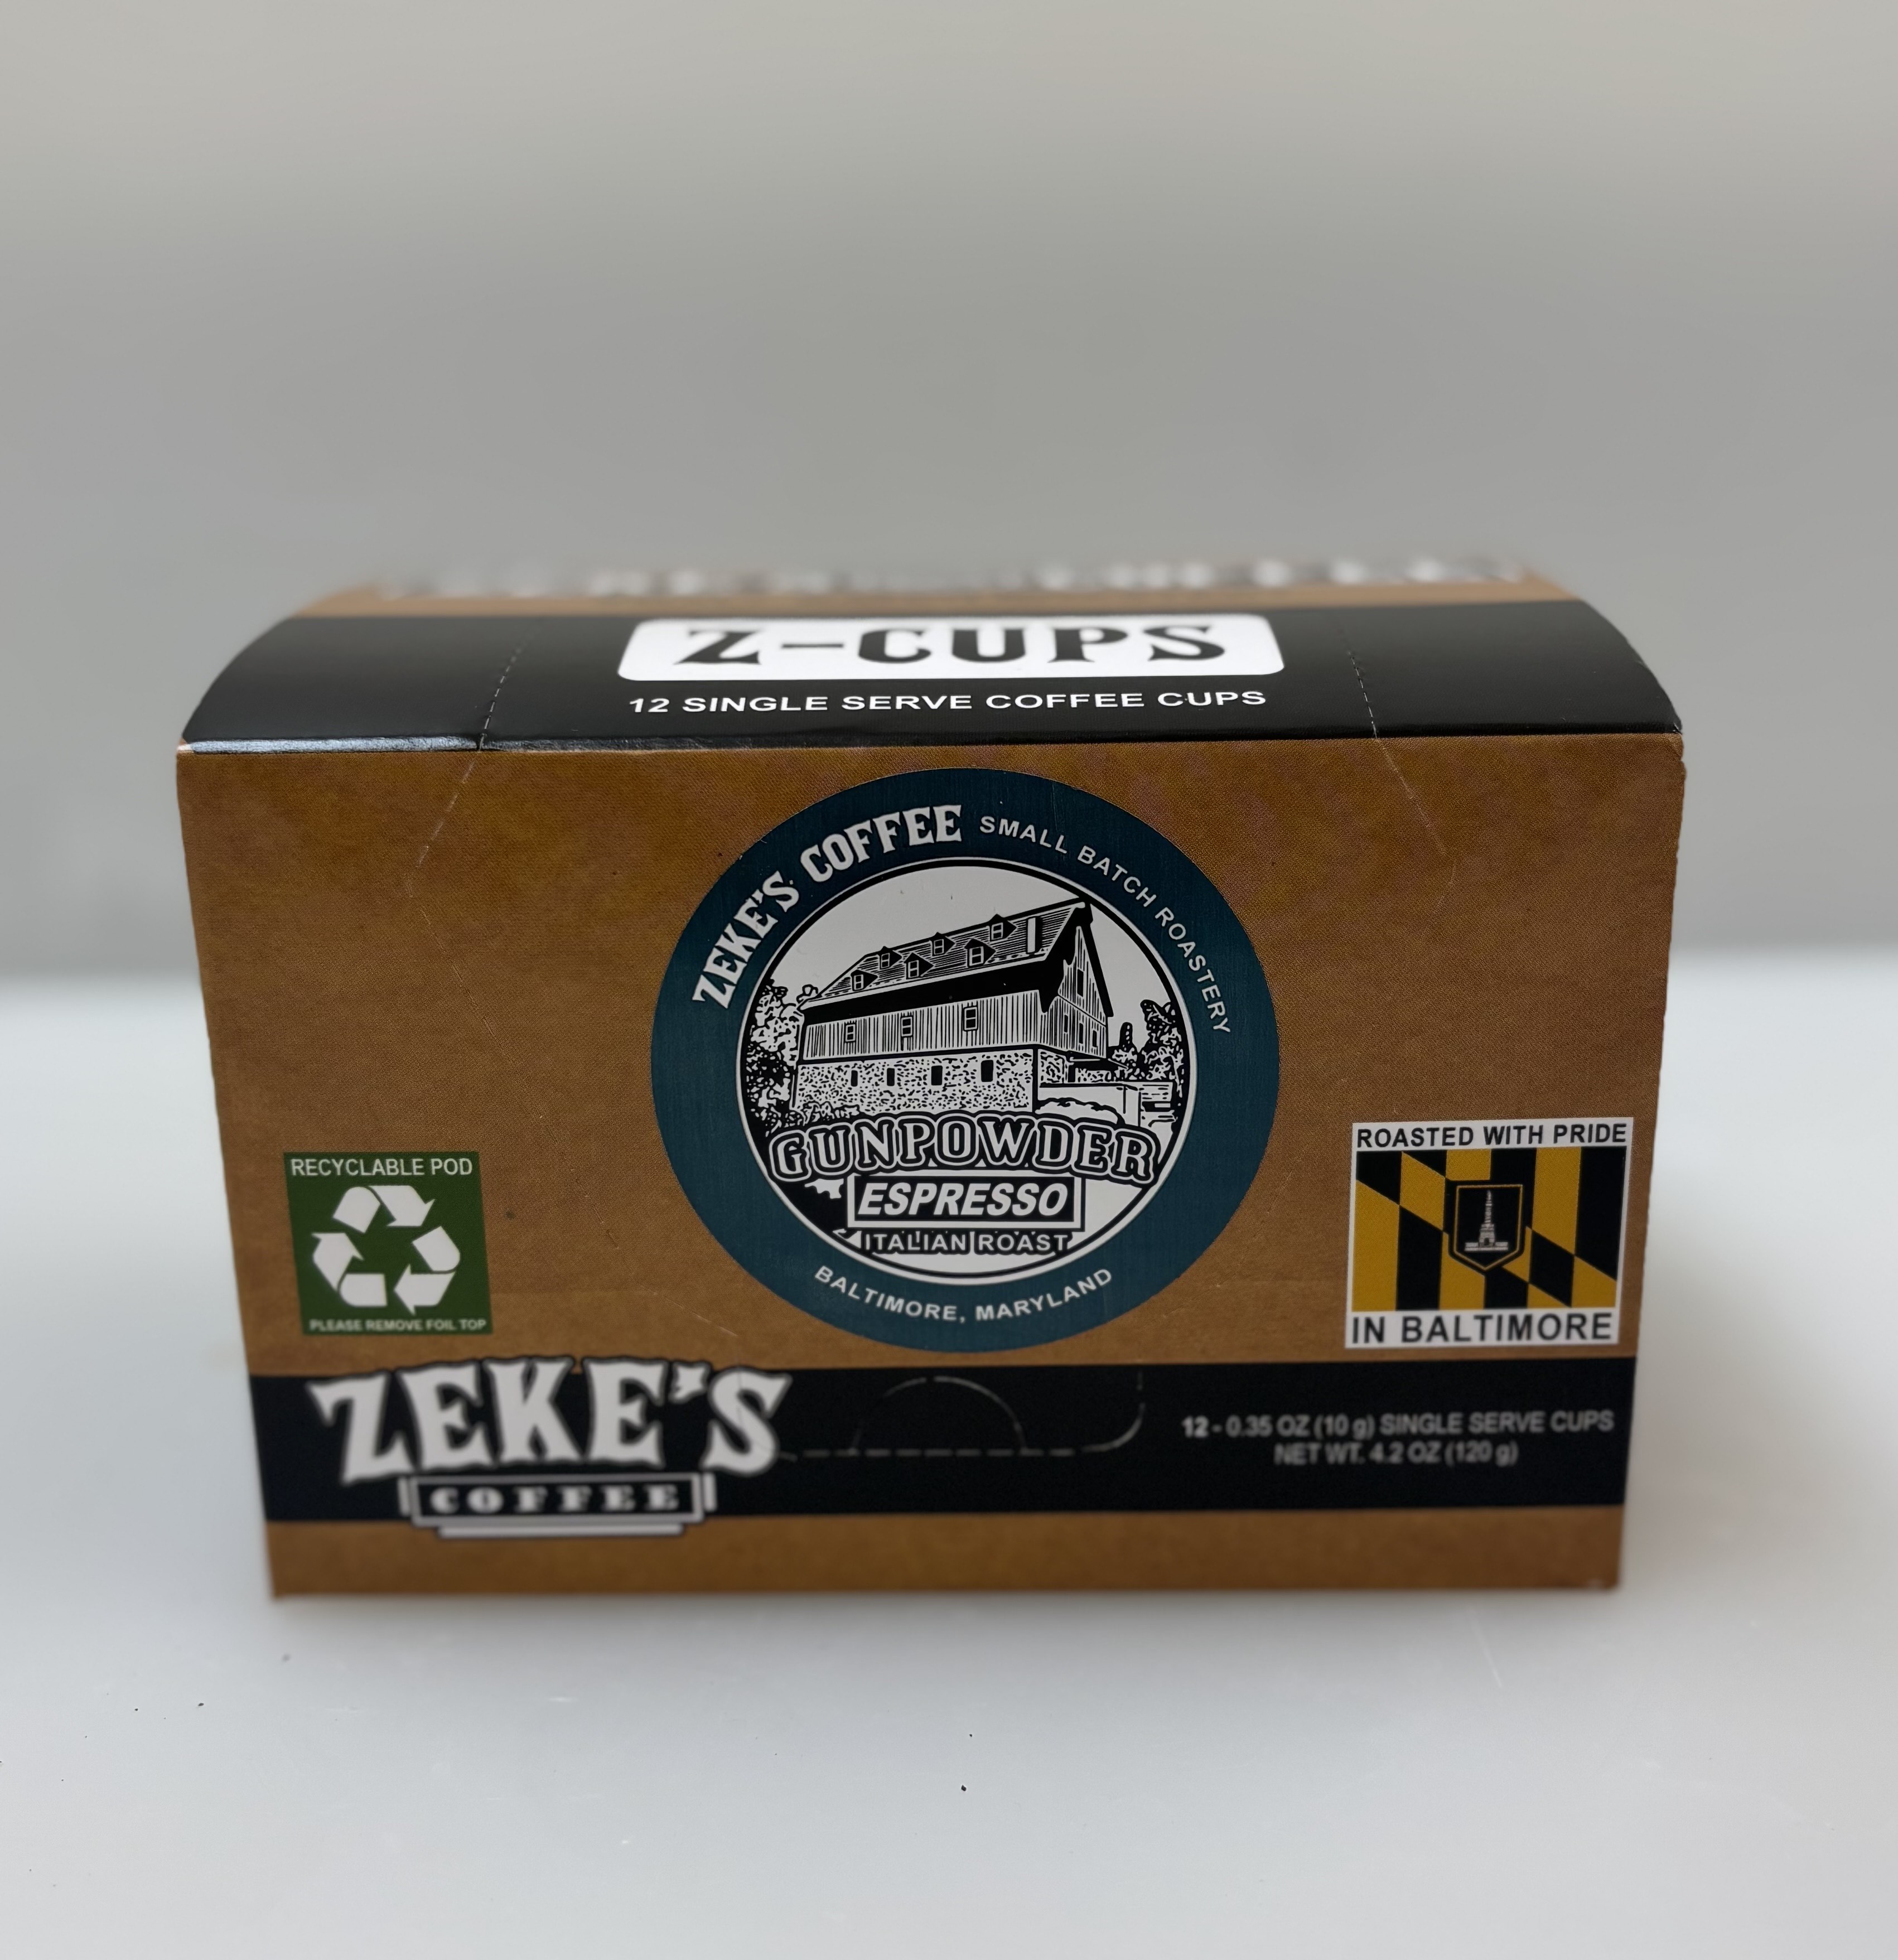 Z-CUPS
12 SINGLE SERVE COFFEE CUPS
ZEKE'S COFFEE SMALL BATCH ROASTERY
GUNPOWDER
ESPRESSO
ITALIAN ROAST
BALTIMORE, MARYLAND
RECYCLABLE POD
PLEASE REMOVE FOIL TOP
ROASTED WITH PRIDE
IN BALTIMORE
ZEKE'S
COFFEE
12 - 0.35 OZ (10 g) SINGLE SERVE CUPS
NET WT. 4.2 OZ (120 g)